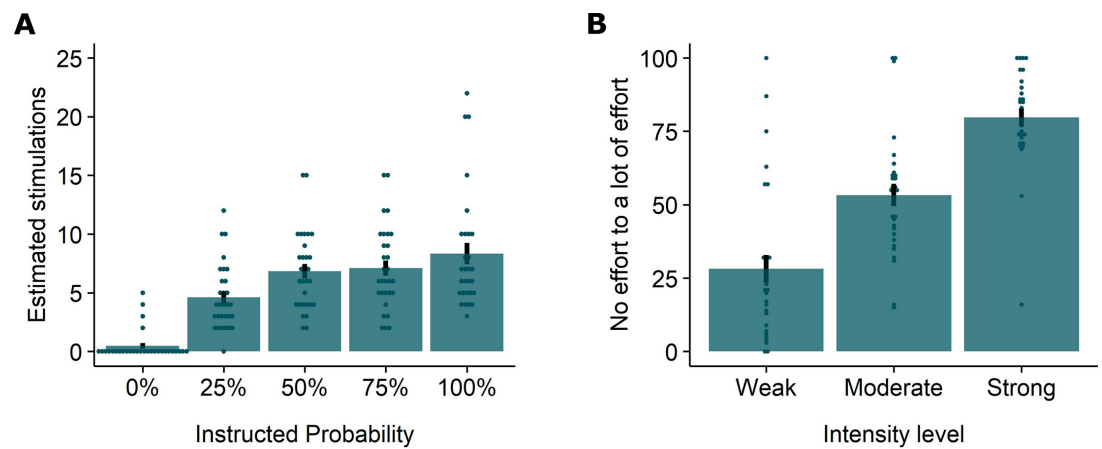 A
Estimated stimulations
25
20
15
10
5
0
0% 25% 50% 75% 100%
Instructed Probability
B
No effort to a lot of effort
100
75
50
25
0
Weak Moderate Strong
Intensity level